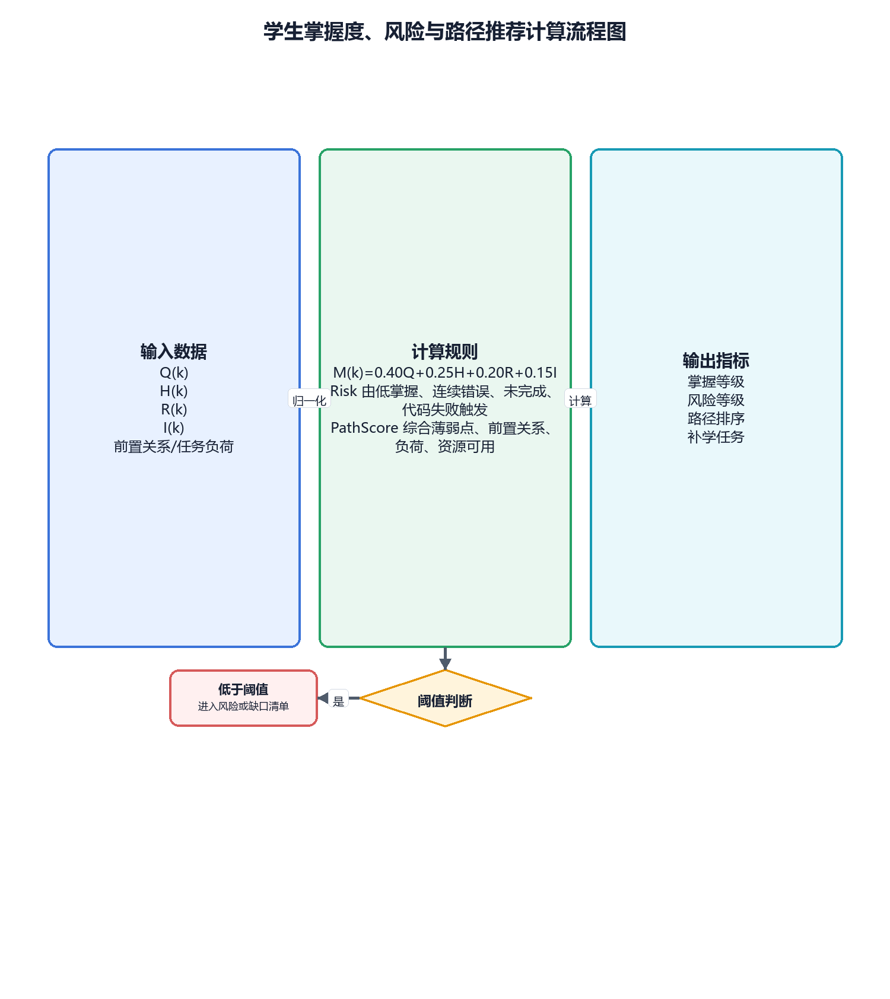 学生掌握度、风险与路径推荐计算流程图
输入数据
Q(k)
H(k)
R(k)
I(k)
前置关系/任务负荷
归一化
计算规则
M(k)=0.40Q+0.25H+0.20R+0.15I
Risk 由低掌握、连续错误、未完成、
代码失败触发
PathScore 综合薄弱点、前置关系、
负荷、资源可用
计算
输出指标
掌握等级
风险等级
路径排序
补学任务
低于阈值
进入风险或缺口清单
是
阈值判断